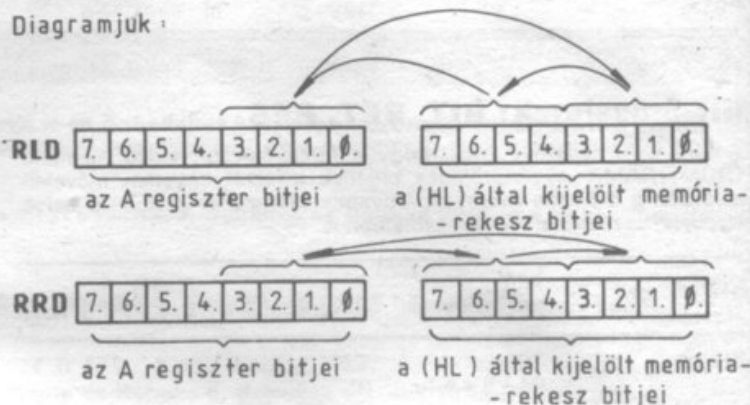 Diagramjuk:
RLD 7. 6. 5. 4. 3. 2. 1. Ø. 7. 6. 5. 4. 3. 2. 1. Ø.
az A regiszter bitjei
a (HL) által kijelölt memória-
-rekesz bitjei
RRD 7. 6. 5. 4. 3. 2. 1. Ø. 7. 6. 5. 4. 3. 2. 1. Ø.
az A regiszter bitjei
a (HL) által kijelölt memória-
-rekesz bitjei